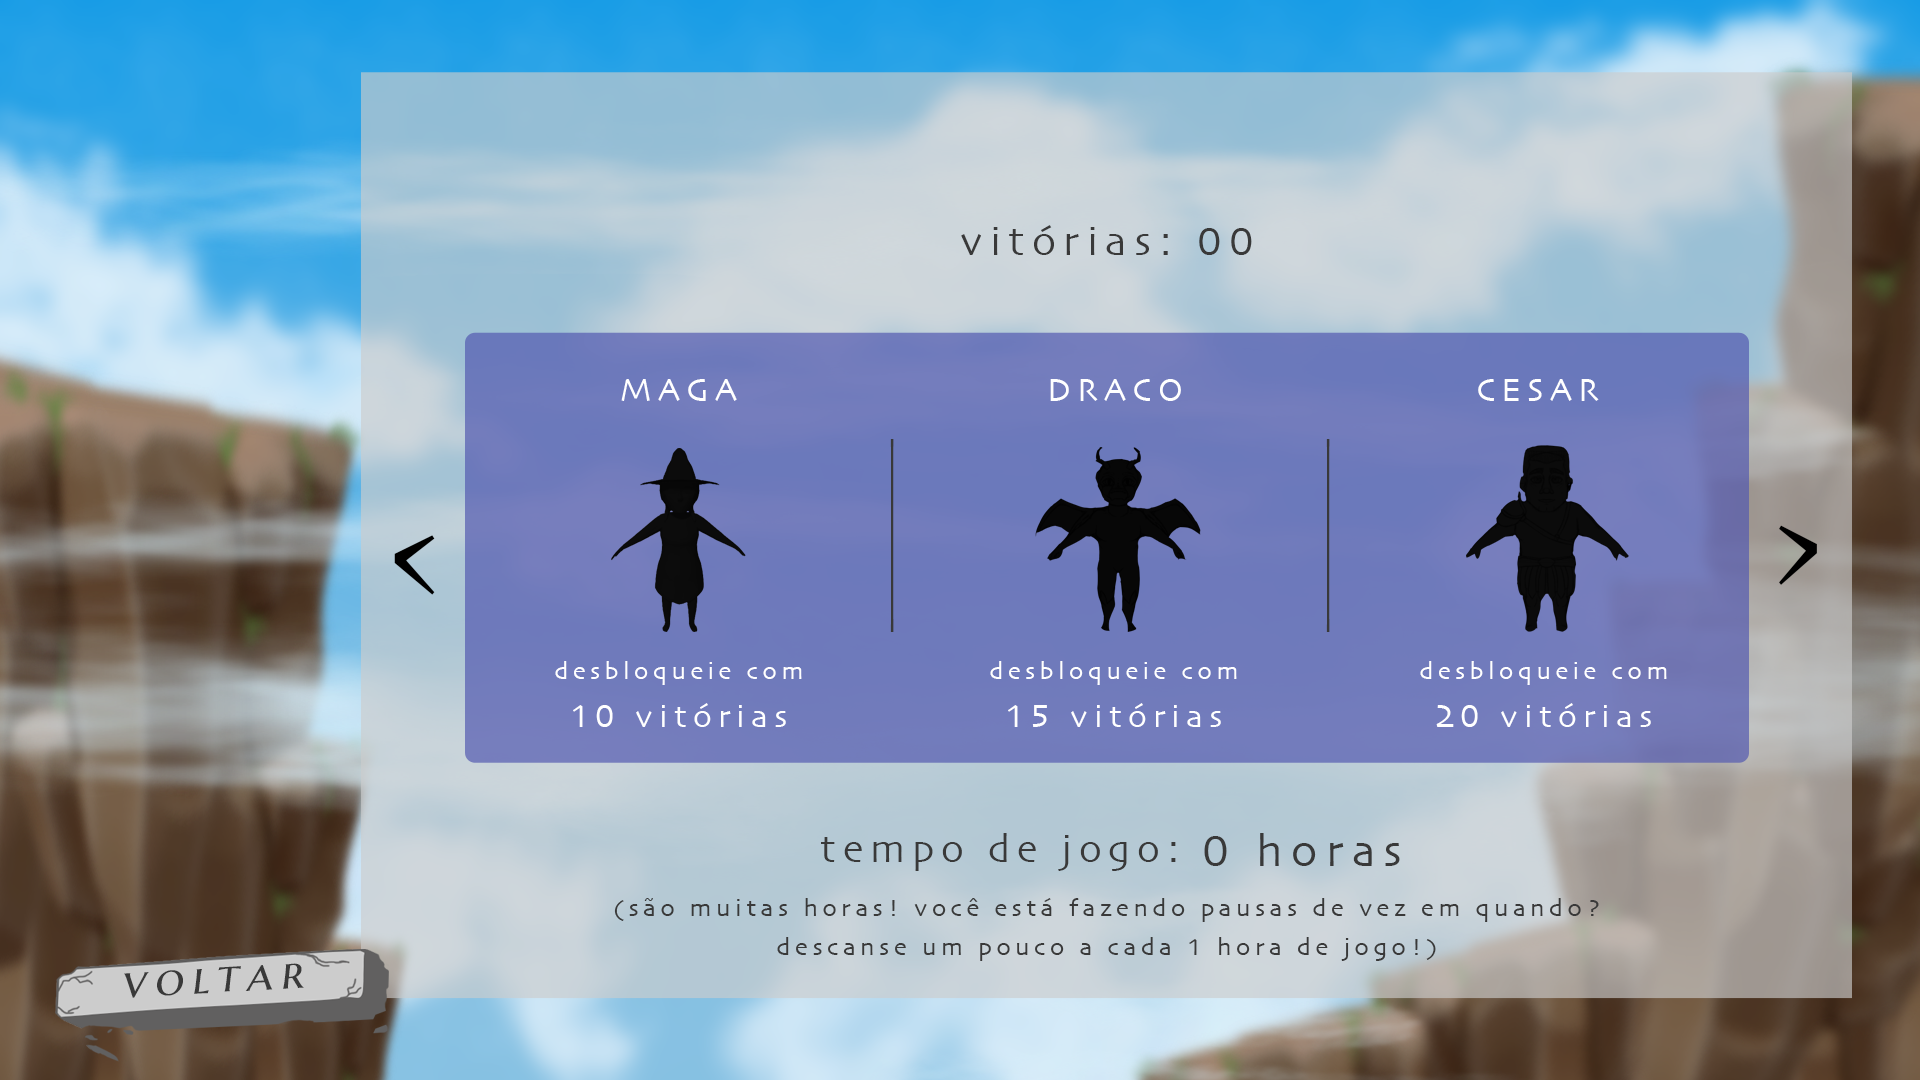 vitórias: 00
MAGA
DRACO
CESAR
desbloqueie com
10 vitórias
desbloqueie com
15 vitórias
desbloqueie com
20 vitórias
tempo de jogo: 0 horas
(são muitas horas! você está fazendo pausas de vez em quando?
descanse um pouco a cada 1 hora de jogo!)
VOLTAR